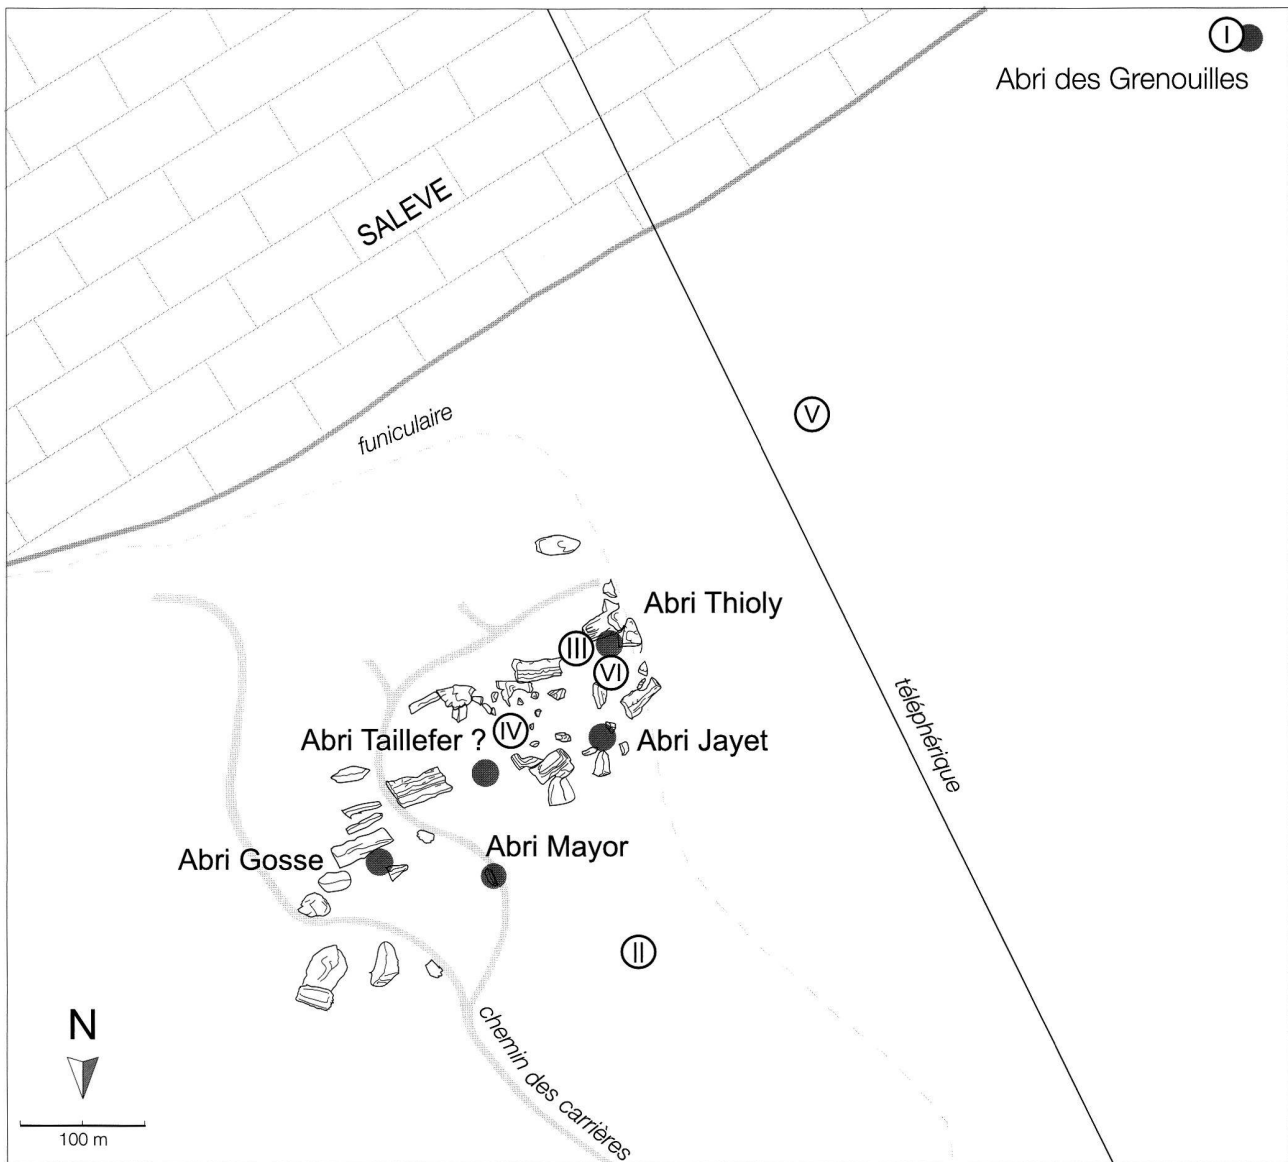 I
Abri des Grenouilles
SALEVE
V
funiculaire
Abri Thioly
III
VI
IV
Abri Taillefer ?
Abri Jayet
téléphérique
Abri Mayor
Abri Gosse
II
N
chemin des carrières
100 m